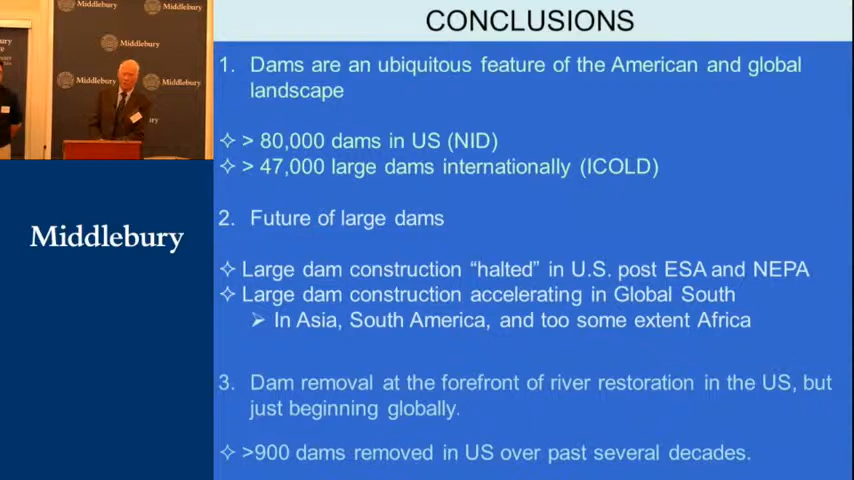 CONCLUSIONS
1. Dams are an ubiquitous feature of the American and global
landscape
> 80,000 dams in US (NID)
> 47,000 large dams internationally (ICOLD)
2. Future of large dams
Large dam construction “halted” in U.S. post ESA and NEPA
Large dam construction accelerating in Global South
In Asia, South America, and too some extent Africa
3. Dam removal at the forefront of river restoration in the US, but
just beginning globally.
>900 dams removed in US over past several decades.
Middlebury
Middlebury
Middlebury
Middlebury
Middlebury
Middlebury